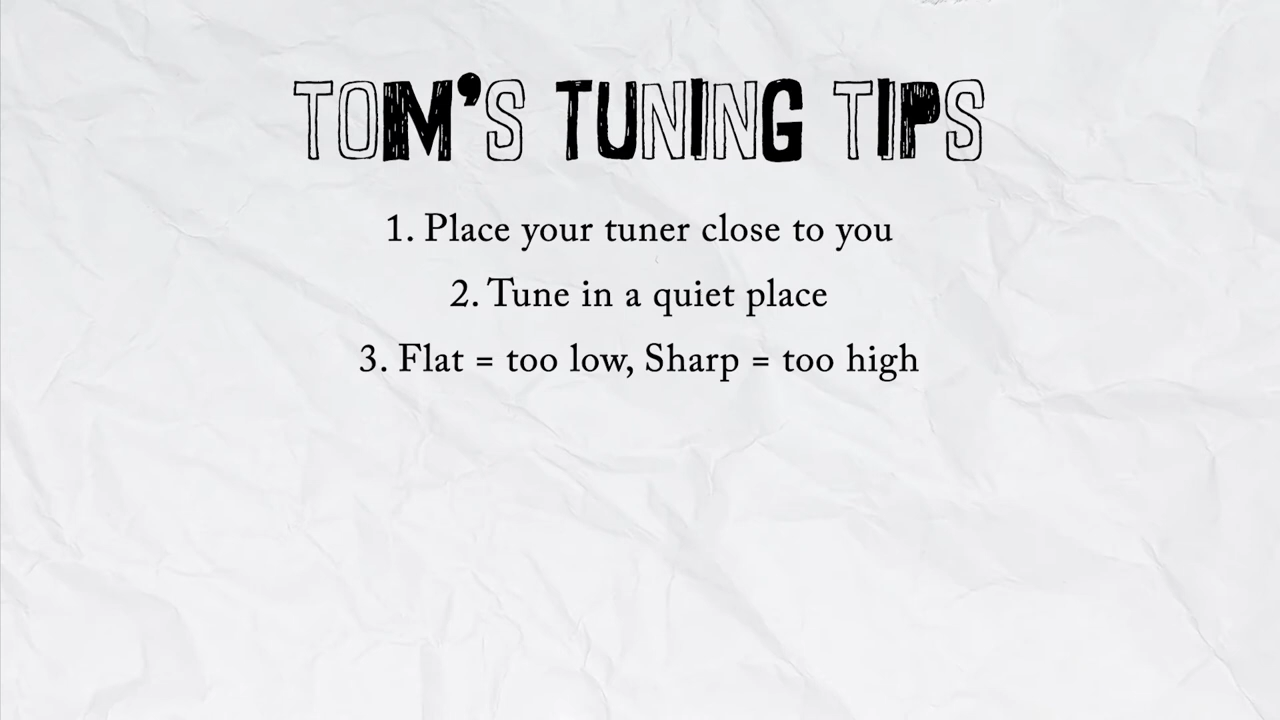 TOM'S TUNING TIPS
1. Place your tuner close to you
2. Tune in a quiet place
3. Flat = too low, Sharp = too high